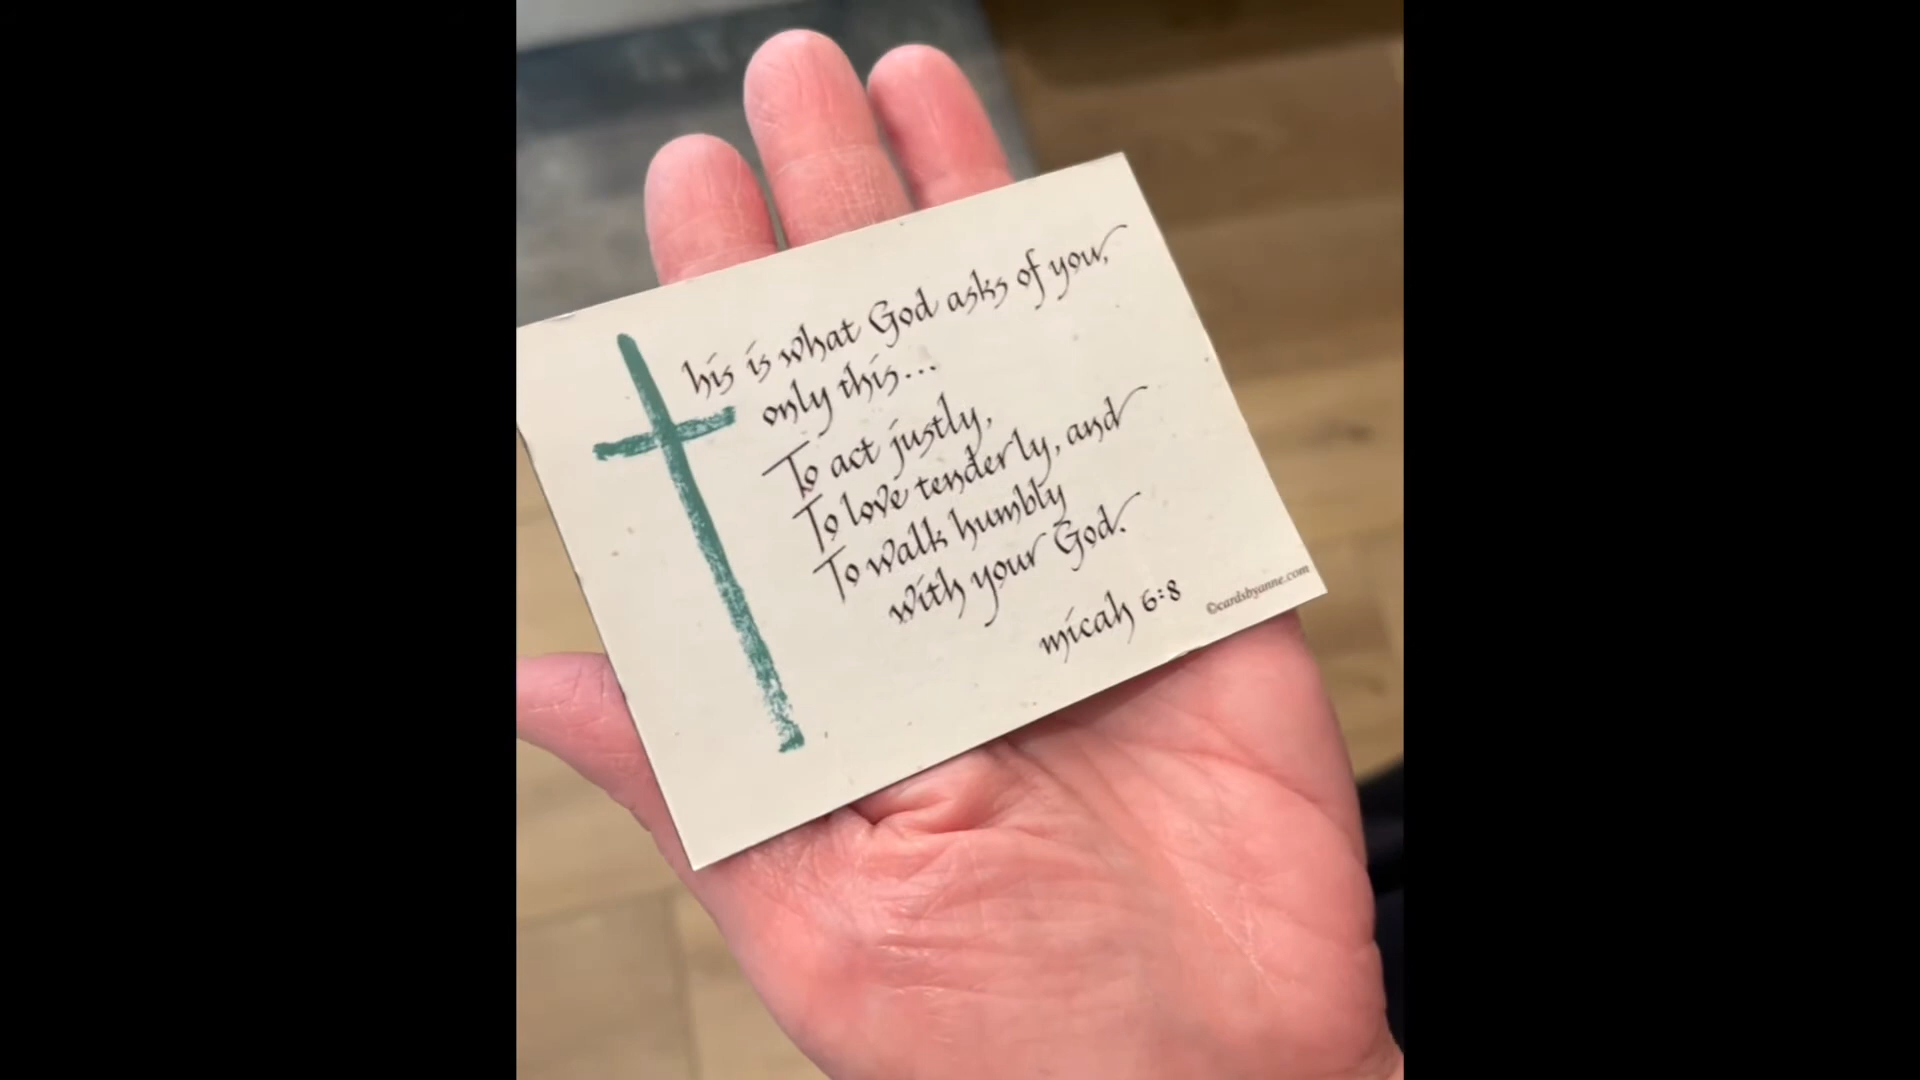 This is what God asks of you,
only this...
To act justly,
To love tenderly, and
To walk humbly
with your God.
micah 6:8
©cardsbyanne.com